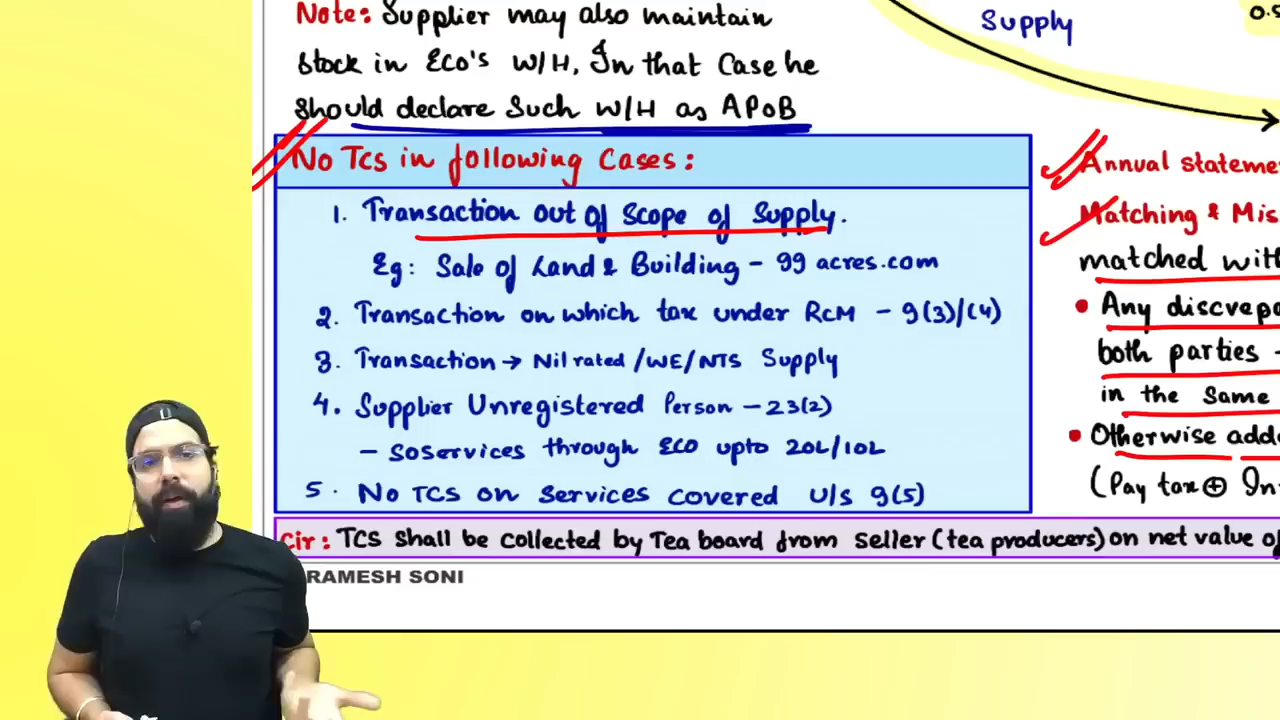 Note: Supplier may also maintain
Stock in Eco's W/H, In that Case he
should declare Such W/H as APoB
No Tcs in following Cases:
1. Transaction out of Scope of Supply.
Eg: Sale of Land & Building - 99 acres.com
2. Transaction on which tax under RCM - 9(3)/(4)
3. Transaction → Nil rated /WE/NTS Supply
4. Supplier Unregistered Person - 23(2)
- SoServices through ECO upto 20L/10L
5. No TCS on Services covered U/s 9(5)
Cir: TCS Shall be Collected by Tea board from Seller (tea producers) on net value of
RAMESH SONI
Supply
0.5
Annual stateme
Matching & Mis
matched with
Any discrepa
both parties -
in the Same
Otherwise adde
(Pay tax ⊕ In